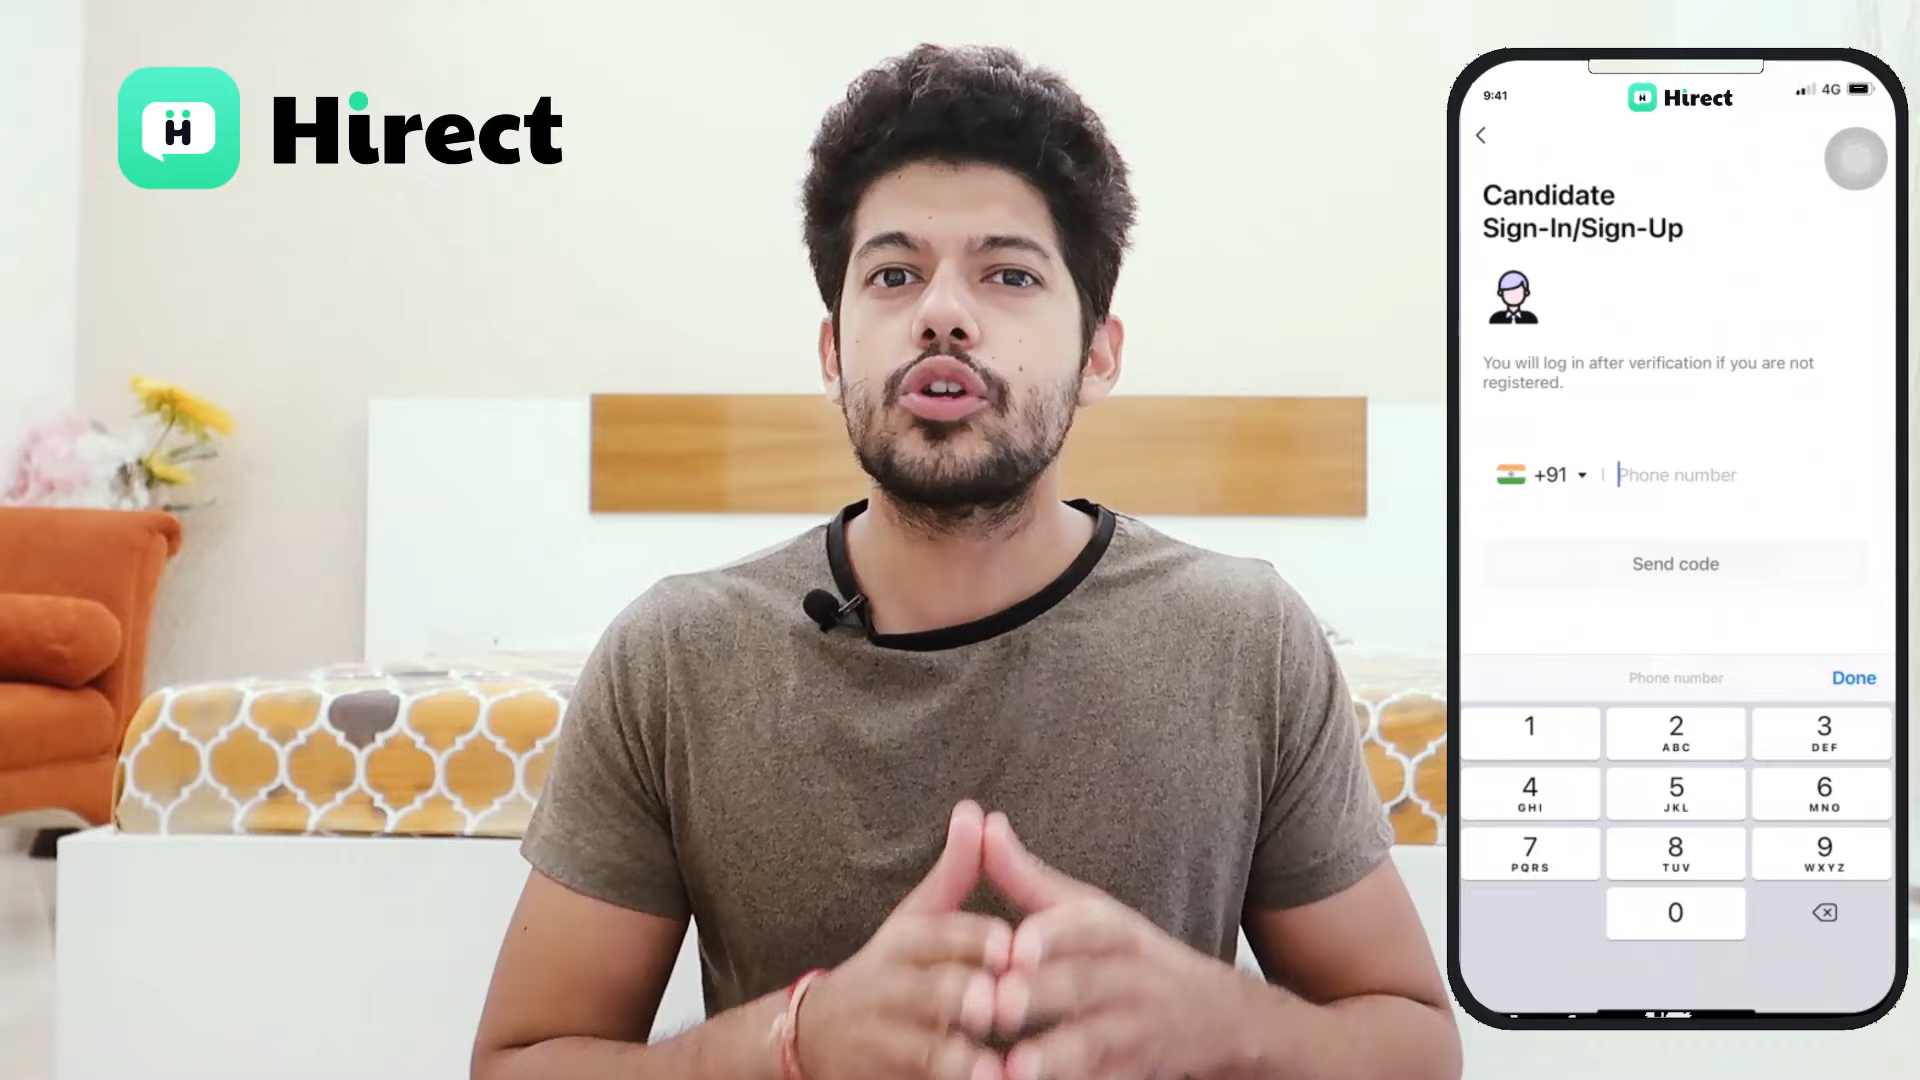 H
Hirect
9:41
H
Hirect
4G
Candidate
Sign-In/Sign-Up
You will log in after verification if you are not
registered.
+91
Phone number
Send code
Phone number
Done
1
2
ABC
3
DEF
4
GHI
5
JKL
6
MNO
7
PQRS
8
TUV
9
WXYZ
0